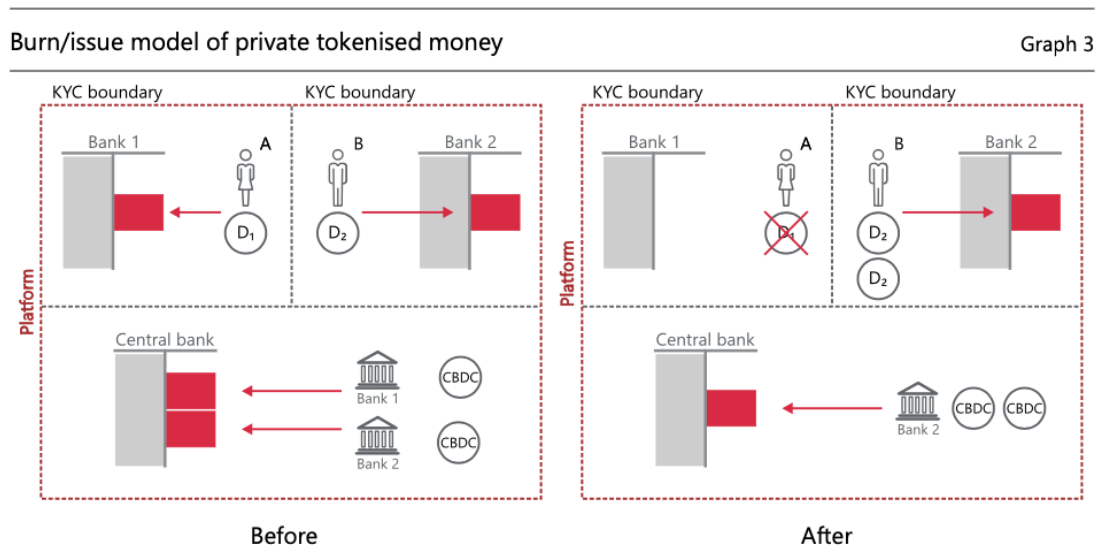 Burn/issue model of private tokenised money
Graph 3
KYC boundary
KYC boundary
Bank 1
A
B
Bank 2
D₁
D₂
Platform
Central bank
Bank 1
CBDC
Bank 2
CBDC
Before
KYC boundary
KYC boundary
Bank 1
A
B
Bank 2
D₁
D₂
D₂
Platform
Central bank
Bank 2
CBDC
CBDC
After